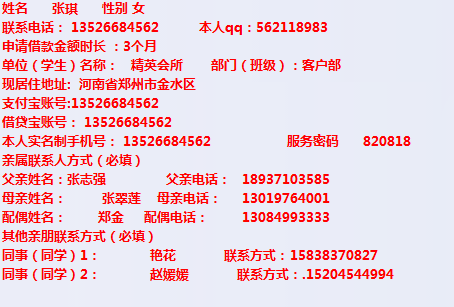 姓名 张琪 性别 女
联系电话： 13526684562 本人qq：562118983
申请借款金额时长 ：3个月
单位（学生）名称： 精英会所 部门（班级）：客户部
现居住地址: 河南省郑州市金水区
支付宝账号:13526684562
借贷宝账号： 13526684562
本人实名制手机号： 13526684562 服务密码 820818
亲属联系人方式（必填）
父亲姓名：张志强 父亲电话： 18937103585
母亲姓名： 张翠莲 母亲电话： 13019764001
配偶姓名： 郑金 配偶电话： 13084993333
其他亲朋联系方式（必填）
同事（同学）1： 艳花 联系方式：15838370827
同事（同学）2： 赵媛媛 联系方式：.15204544994